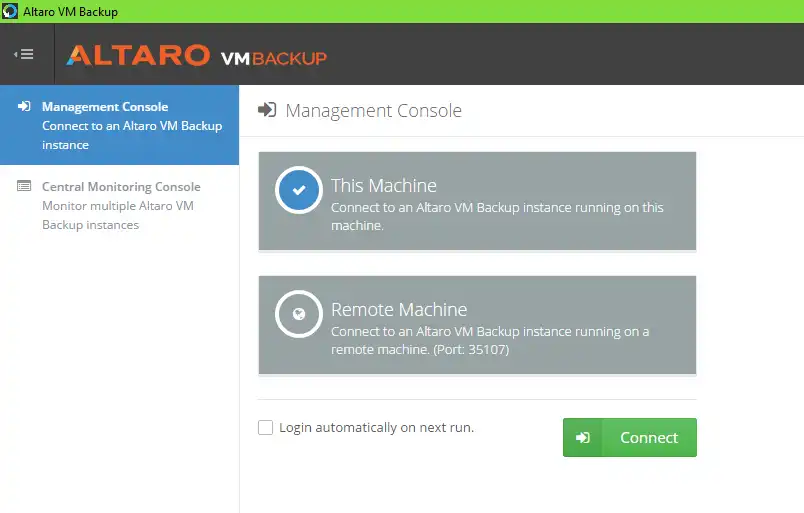 Altaro VM Backup
ALTARO VM BACKUP
Management Console
Connect to an Altaro VM Backup
instance
Central Monitoring Console
Monitor multiple Altaro VM
Backup instances
Management Console
This Machine
Connect to an Altaro VM Backup instance running on this
machine.
Remote Machine
Connect to an Altaro VM Backup instance running on a
remote machine. (Port: 35107)
Login automatically on next run.
Connect